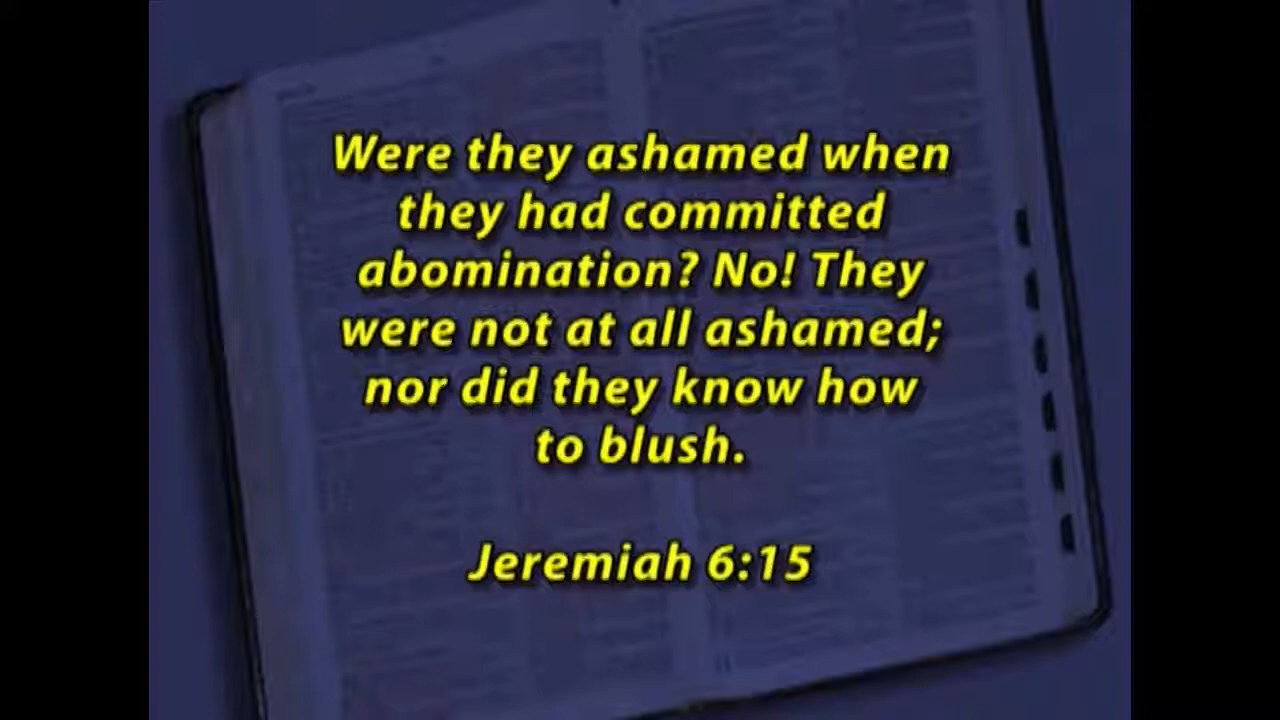 Were they ashamed when
they had committed
abomination? No! They
were not at all ashamed;
nor did they know how
to blush.
Jeremiah 6:15